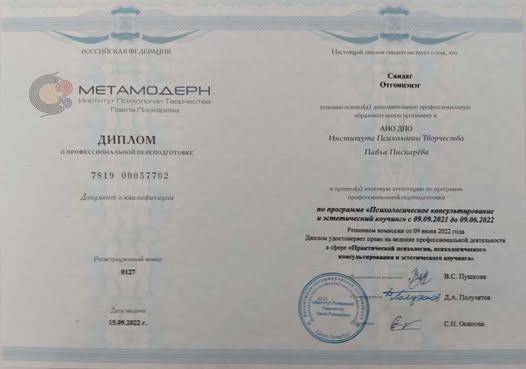 РОССИЙСКАЯ ФЕДЕРАЦИЯ
МЕТАМОДЕРН
Институт Психологии Творчества
Павла Пискарёва
ДИПЛОМ
О ПРОФЕССИОНАЛЬНОЙ ПЕРЕПОДГОТОВКЕ
7819 00057702
Документ о квалификации
Регистрационный номер
0127
Дата выдачи
15.09.2022 г.
Настоящий диплом свидетельствует о том, что
Сандаг
Отгонцэцэг
успешно освоил(а) дополнительную профессиональную
образовательную программу в
АНО ДПО
Институте Психологии Творчества
Павла Пискарёва
и прошел(а) итоговую аттестацию по программе
профессиональной переподготовки
по программе «Психологическое консультирование
и эстетический коучинг» с 09.09.2021 до 09.06.2022
Решением комиссии от 09 июня 2022 года
Диплом удостоверяет право на ведение профессиональной деятельности
в сфере «Практической психологии, психологического
консультирования и эстетического коучинга»
В.С. Пушкова
Д.А. Полуэктов
С.Н. Осипова